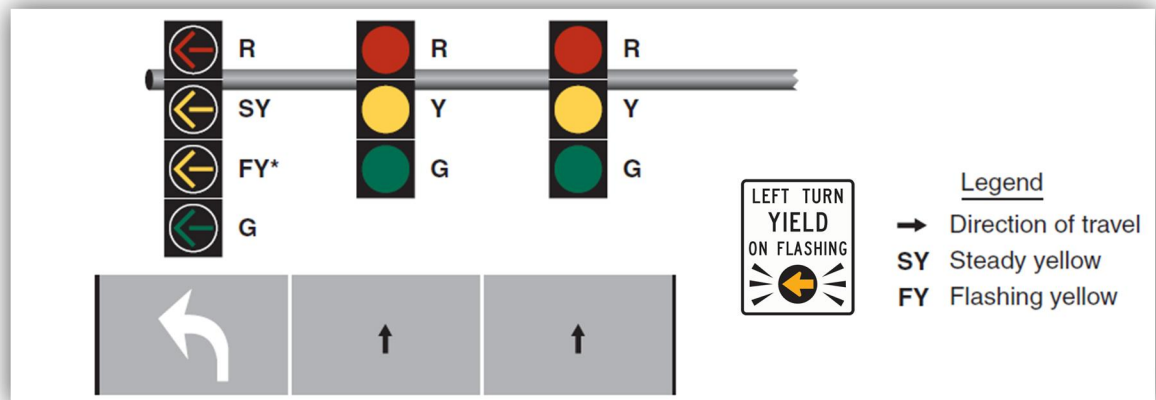 R
SY
FY*
G
R
Y
G
R
Y
G
LEFT TURN
YIELD
ON FLASHING
Legend
Direction of travel
SY Steady yellow
FY Flashing yellow